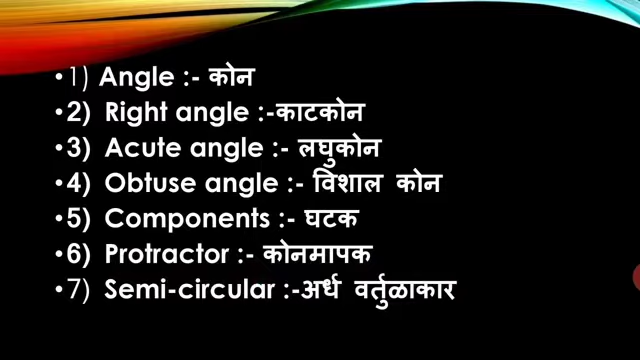 •1) Angle :- कोन
•2) Right angle :-काटकोन
•3) Acute angle :- लघुकोन
•4) Obtuse angle :- विशाल कोन
•5) Components :- घटक
•6) Protractor :- कोनमापक
•7) Semi-circular :-अर्ध वर्तुळाकार